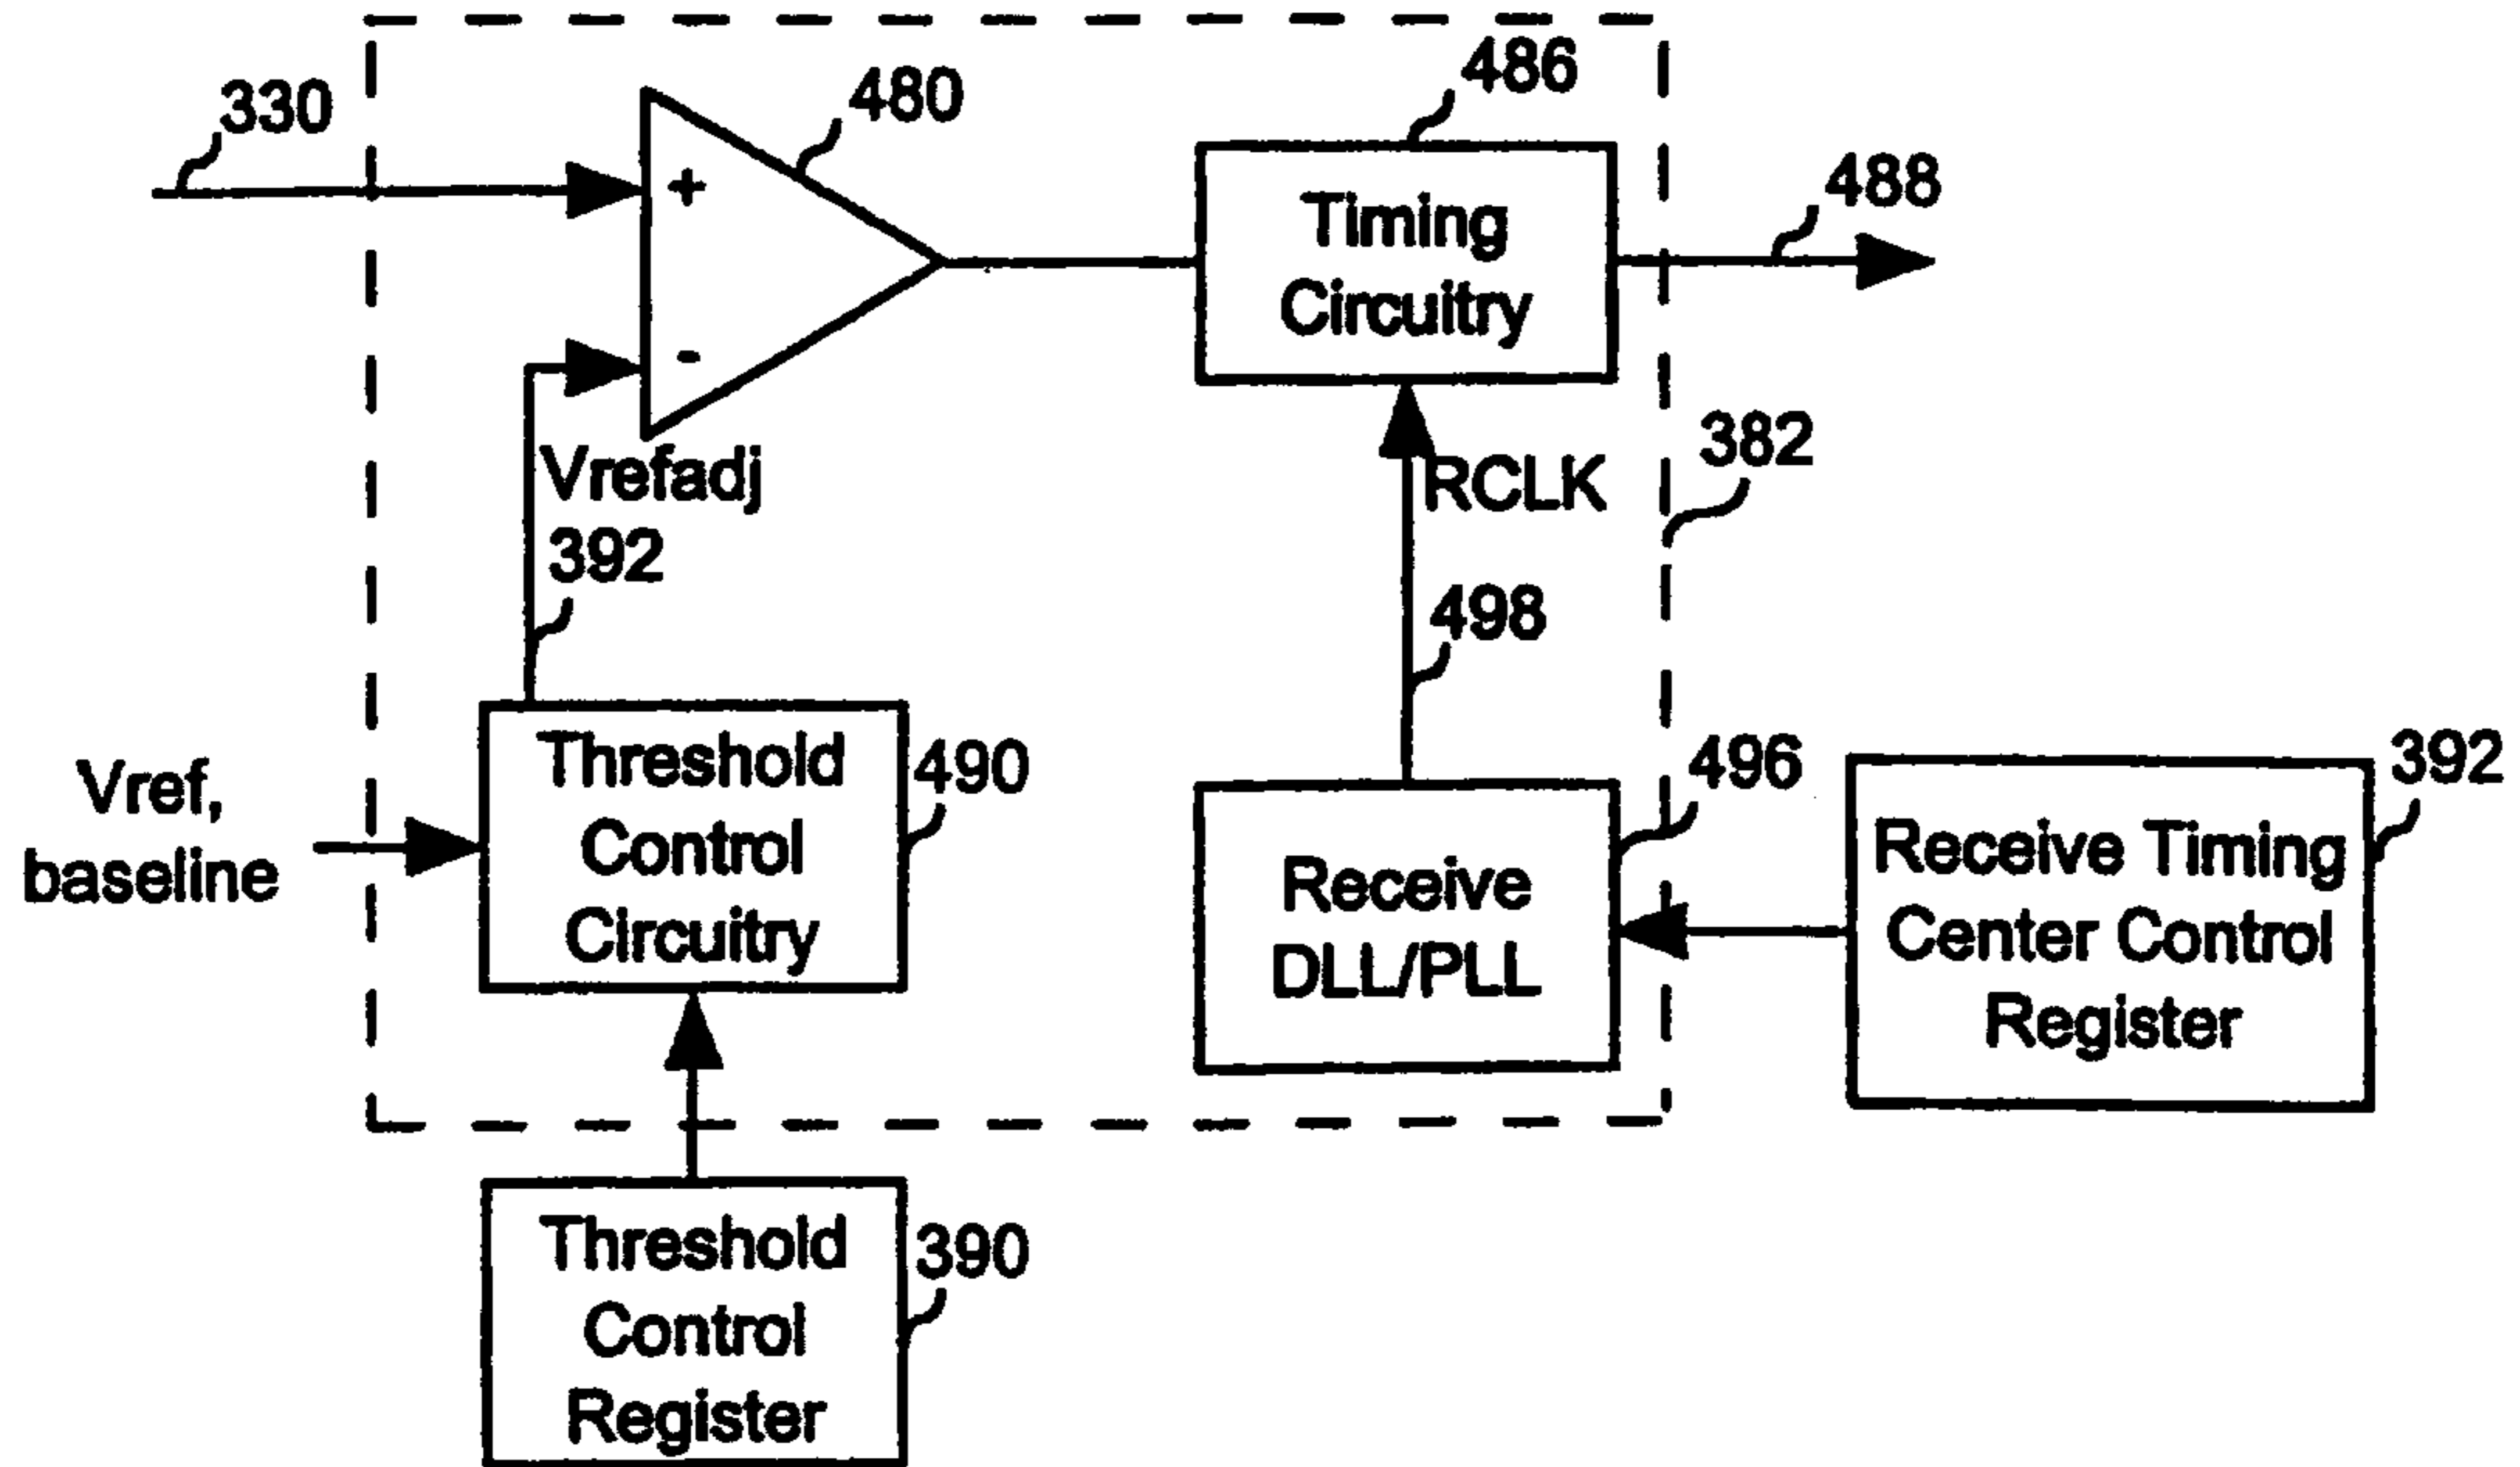 486
480
330
488
+
Timing
Circuitry
-
382
Vrefadj
RCLK
392
498
Threshold
Control
Circuitry
490
496
392
Vref,
baseline
Receive
DLL/PLL
Receive Timing
Center Control
Register
Threshold
Control
Register
390